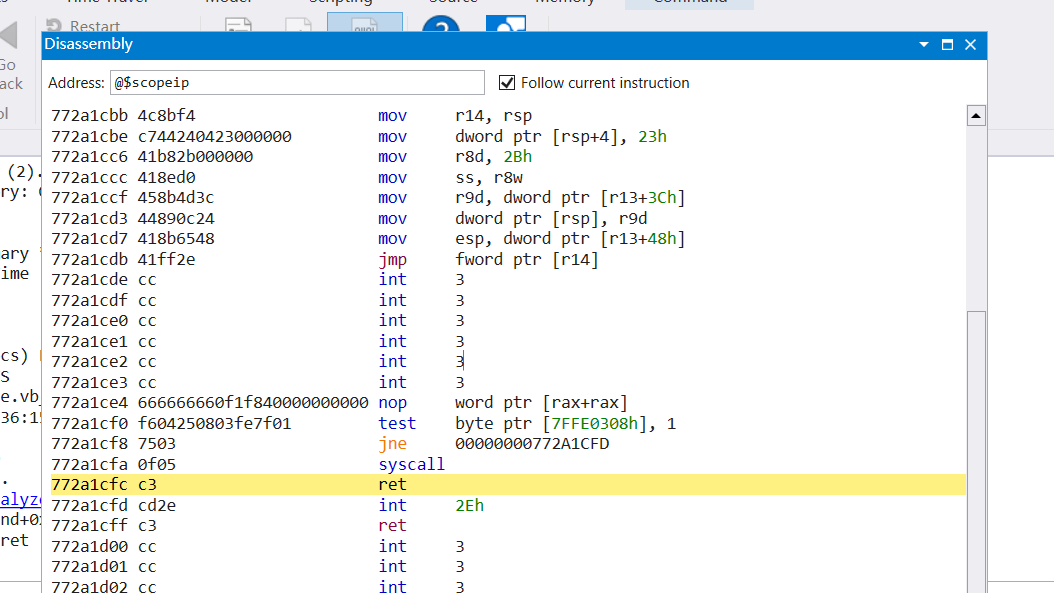 Time Travel Model Scripting Source Memory Command
Restart
Go
ack
Disassembly
Address: @$scopeip Follow current instruction
772a1cbb 4c8bf4 mov r14, rsp
772a1cbe c744240423000000 mov dword ptr [rsp+4], 23h
772a1cc6 41b82b000000 mov r8d, 2Bh
772a1ccc 418ed0 mov ss, r8w
772a1ccf 458b4d3c mov r9d, dword ptr [r13+3Ch]
772a1cd3 44890c24 mov dword ptr [rsp], r9d
772a1cd7 418b6548 mov esp, dword ptr [r13+48h]
772a1cdb 41ff2e jmp fword ptr [r14]
772a1cde cc int 3
772a1cdf cc int 3
772a1ce0 cc int 3
772a1ce1 cc int 3
772a1ce2 cc int 3
772a1ce3 cc int 3
772a1ce4 666666660f1f840000000000 nop word ptr [rax+rax]
772a1cf0 f604250803fe7f01 test byte ptr [7FFE0308h], 1
772a1cf8 7503 jne 00000000772A1CFD
772a1cfa 0f05 syscall
772a1cfc c3 ret
772a1cfd cd2e int 2Eh
772a1cff c3 ret
772a1d00 cc int 3
772a1d01 cc int 3
772a1d02 cc int 3
(2).
ry:
ary
ime
cs)
S
e.vb_
36:15
.
alyze
nd+0x
ret